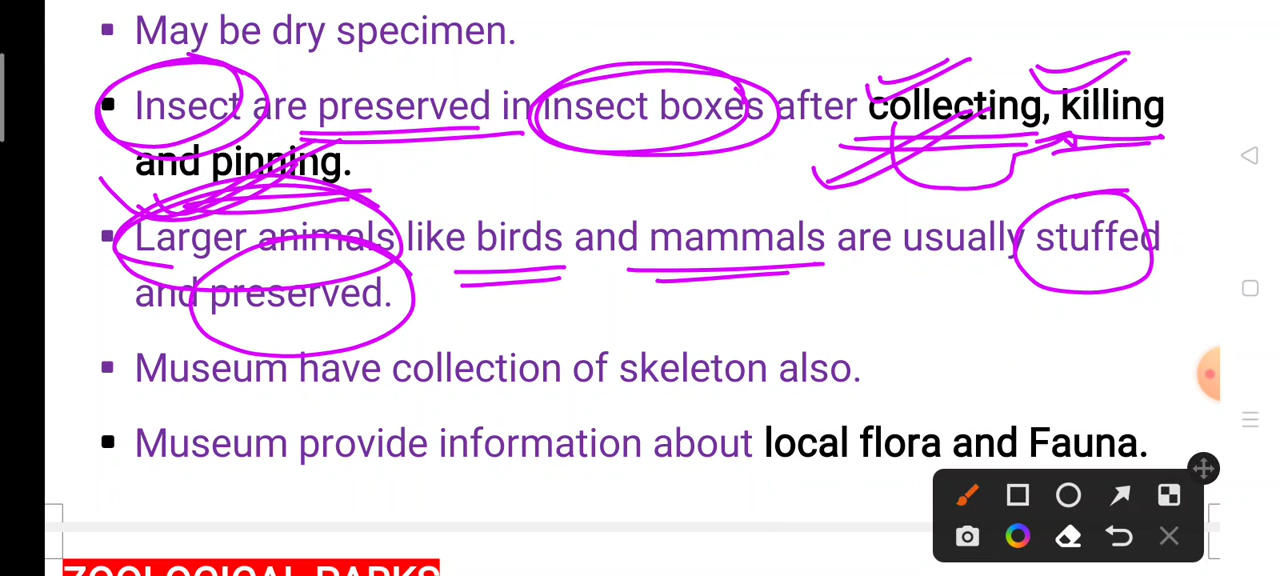 May be dry specimen.
Insect are preserved in insect boxes after collecting, killing
and pinning.
Larger animals like birds and mammals are usually stuffed
and preserved.
Museum have collection of skeleton also.
Museum provide information about local flora and Fauna.
ZOOLOGICAL PARKS